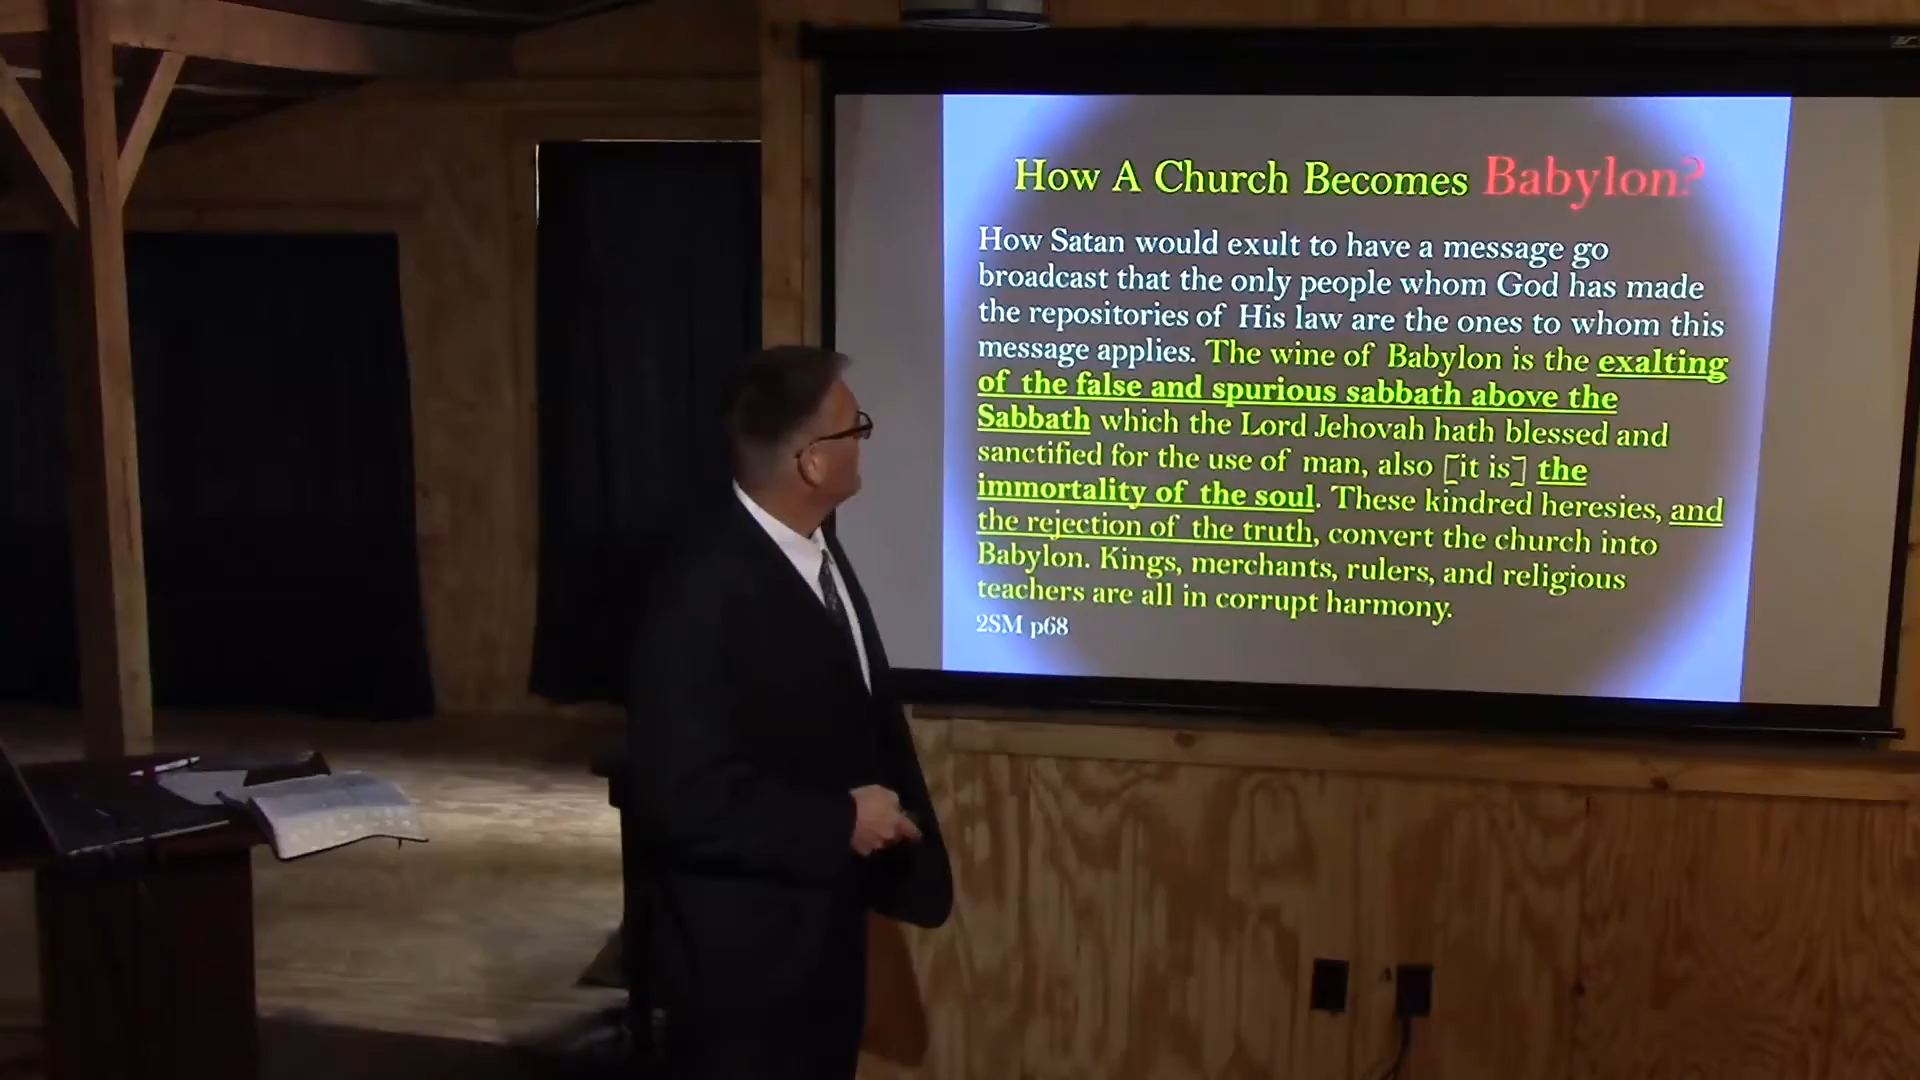 How A Church Becomes Babylon?
How Satan would exult to have a message go
broadcast that the only people whom God has made
the repositories of His law are the ones to whom this
message applies. The wine of Babylon is the exalting
of the false and spurious sabbath above the
Sabbath which the Lord Jehovah hath blessed and
sanctified for the use of man, also [it is] the
immortality of the soul. These kindred heresies, and
the rejection of the truth, convert the church into
Babylon. Kings, merchants, rulers, and religious
teachers are all in corrupt harmony.
2SM p68